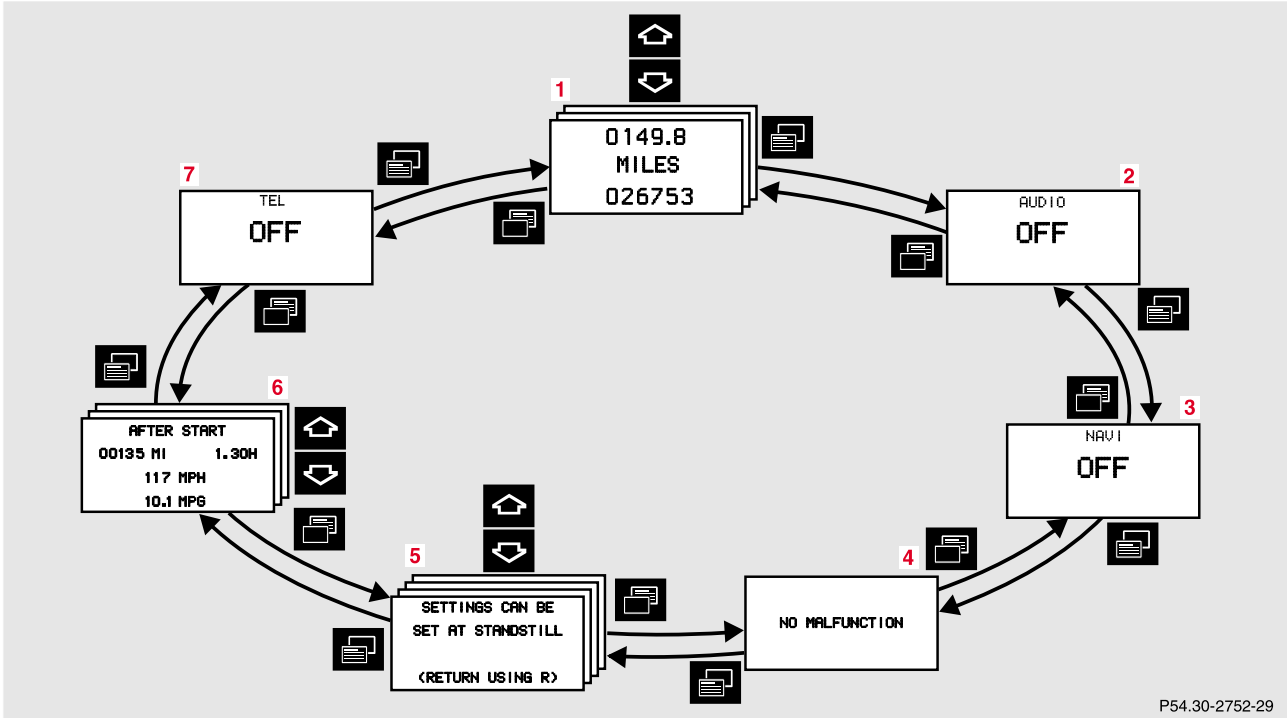 1
0149.8
MILES
026753
2
AUDIO
OFF
3
NAVI
OFF
4
NO MALFUNCTION
5
SETTINGS CAN BE
SET AT STANDSTILL
(RETURN USING R)
6
AFTER START
00135 MI 1.30H
117 MPH
10.1 MPG
7
TEL
OFF
P54.30-2752-29